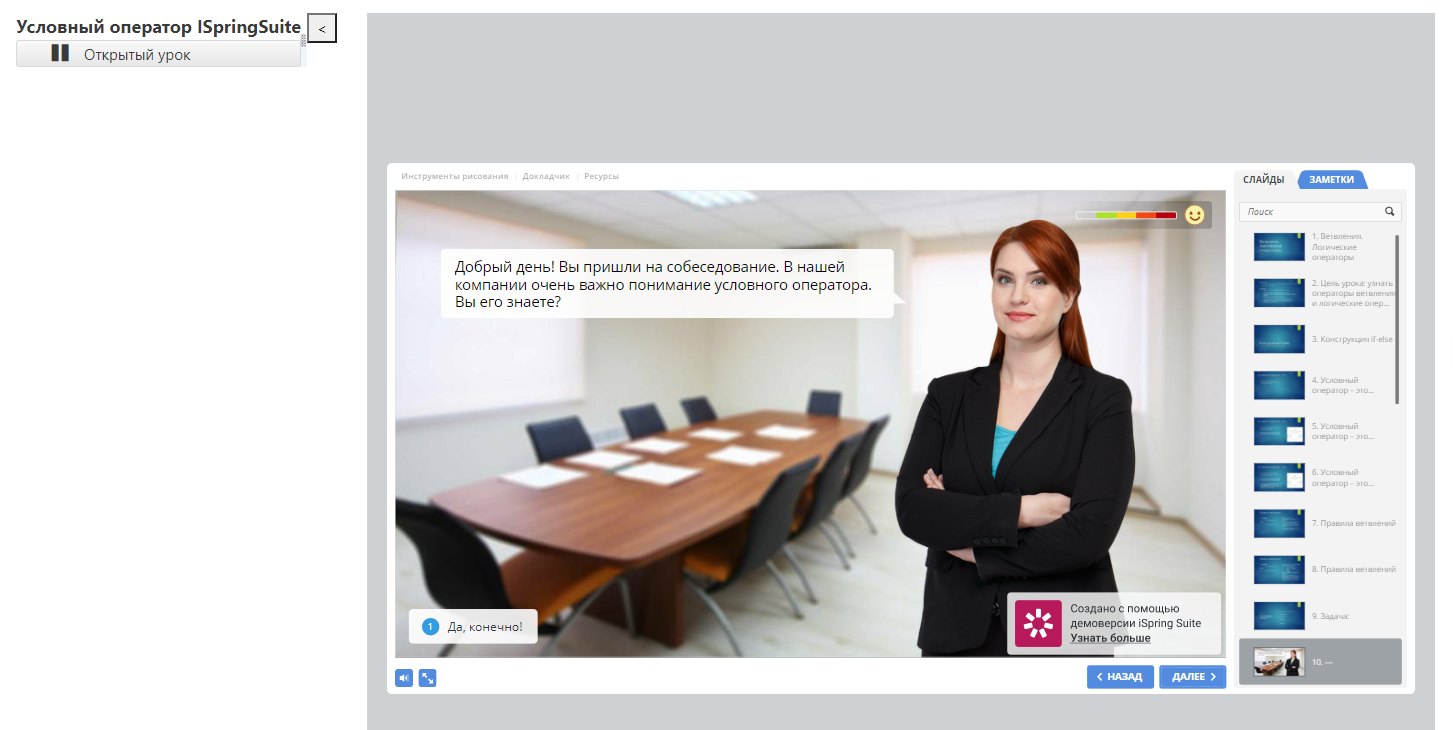 Условный оператор ISpringSuite
<
Открытый урок
Инструменты рисования | Докладчик | Ресурсы
Добрый день! Вы пришли на собеседование. В нашей
компании очень важно понимание условного оператора.
Вы его знаете?
1 Да, конечно!
Создано с помощью
демоверсии iSpring Suite
Узнать больше
НАЗАД
ДАЛЕЕ
СЛАЙДЫ
ЗАМЕТКИ
Поиск
1. Ветвления.
Логические
операторы
2. Цель урока: узнать
операторы ветвления
и логические опер...
3. Конструкция if-else
4. Условный
оператор – это...
5. Условный
оператор – это...
6. Условный
оператор – это...
7. Правила ветвлений
8. Правила ветвлений
9. Задача:
10. —